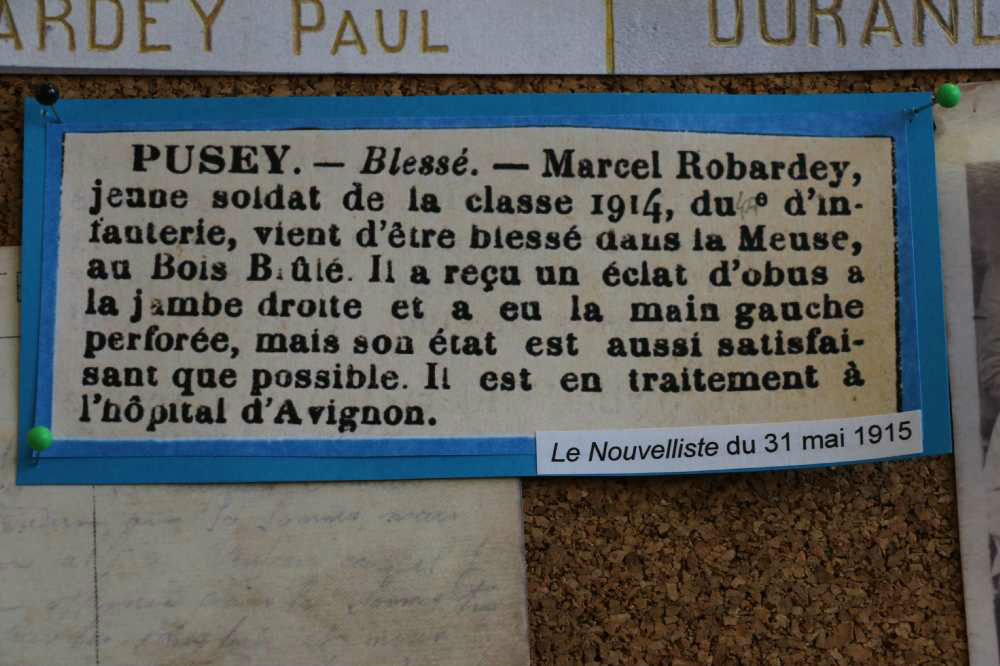 ARDEY PAUL DURAND
PUSEY. — Blessé. — Marcel Robardey,
jeune soldat de la classe 1914, du e d'in-
fanterie, vient d'être blessé dans la Meuse,
au Bois Brûlé. Il a reçu un éclat d'obus a
la jambe droite et a eu la main gauche
perforée, mais son état est aussi satisfai-
sant que possible. Il est en traitement à
l'hôpital d'Avignon.
Le Nouvelliste du 31 mai 1915